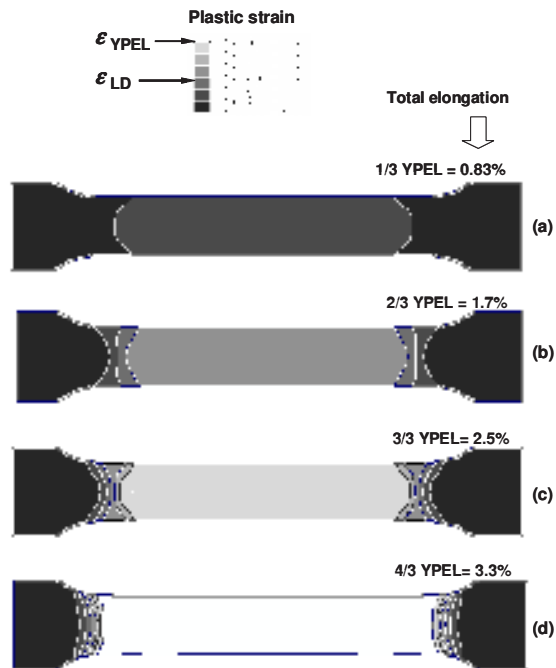 Plastic strain
ε YPEL
ε LD
Total elongation
1/3 YPEL = 0.83%
(a)
2/3 YPEL = 1.7%
(b)
3/3 YPEL= 2.5%
(c)
4/3 YPEL= 3.3%
(d)